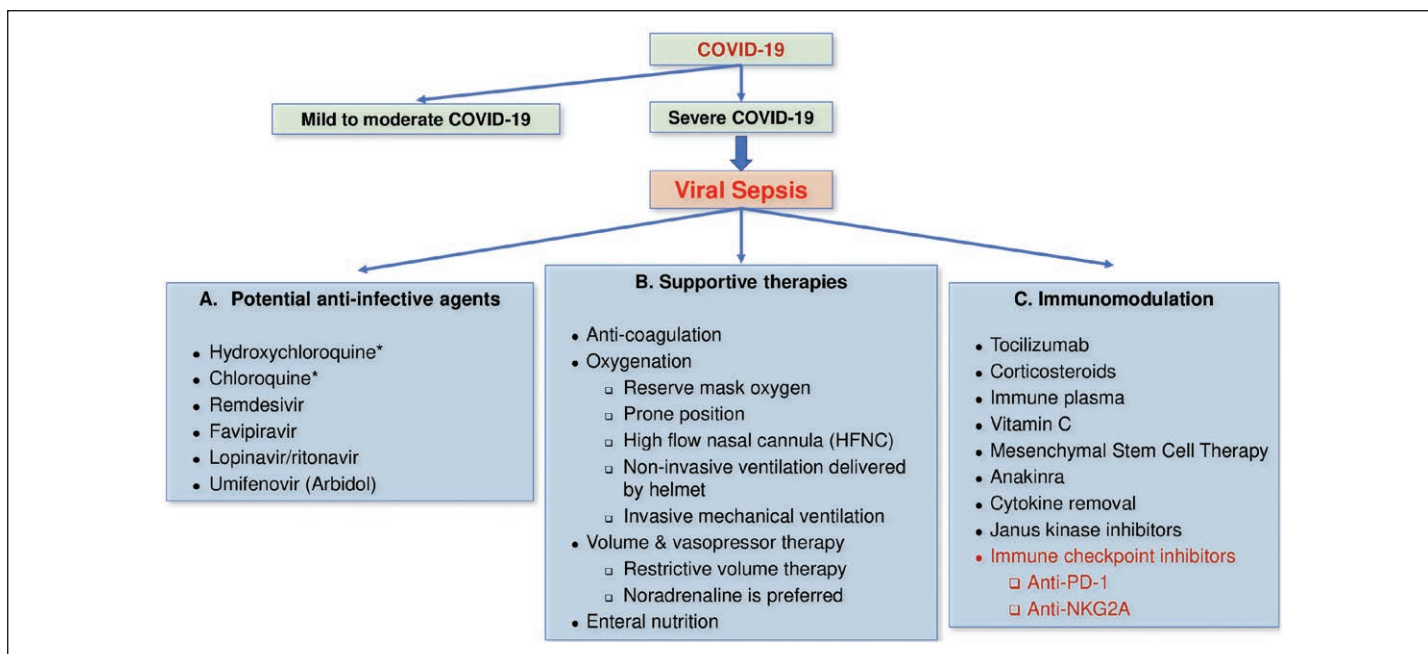 COVID-19
Mild to moderate COVID-19
Severe COVID-19
Viral Sepsis
A. Potential anti-infective agents
• Hydroxychloroquine*
• Chloroquine*
• Remdesivir
• Favipiravir
• Lopinavir/ritonavir
• Umifenovir (Arbidol)
B. Supportive therapies
• Anti-coagulation
• Oxygenation
❑ Reserve mask oxygen
❑ Prone position
❑ High flow nasal cannula (HFNC)
❑ Non-invasive ventilation delivered
by helmet
❑ Invasive mechanical ventilation
• Volume & vasopressor therapy
❑ Restrictive volume therapy
❑ Noradrenaline is preferred
• Enteral nutrition
C. Immunomodulation
• Tocilizumab
• Corticosteroids
• Immune plasma
• Vitamin C
• Mesenchymal Stem Cell Therapy
• Anakinra
• Cytokine removal
• Janus kinase inhibitors
• Immune checkpoint inhibitors
❑ Anti-PD-1
❑ Anti-NKG2A